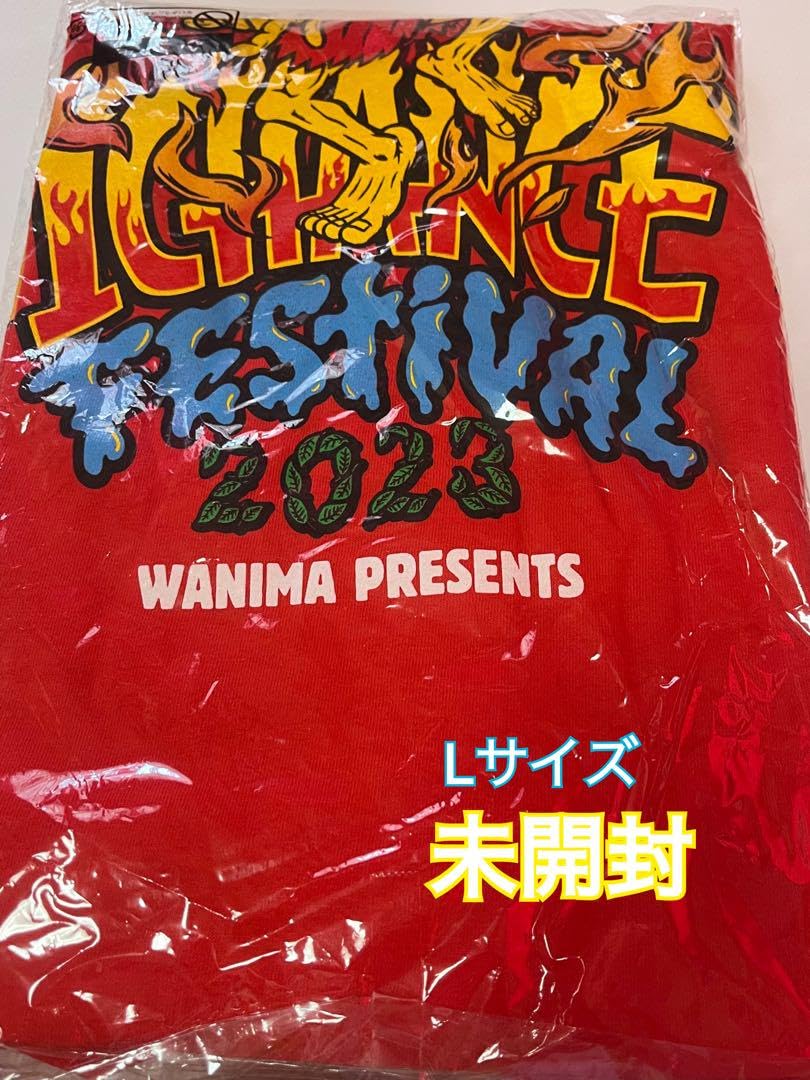 1CHANCE
FESTIVAL
2023
WANIMA PRESENTS
Lサイズ
未開封